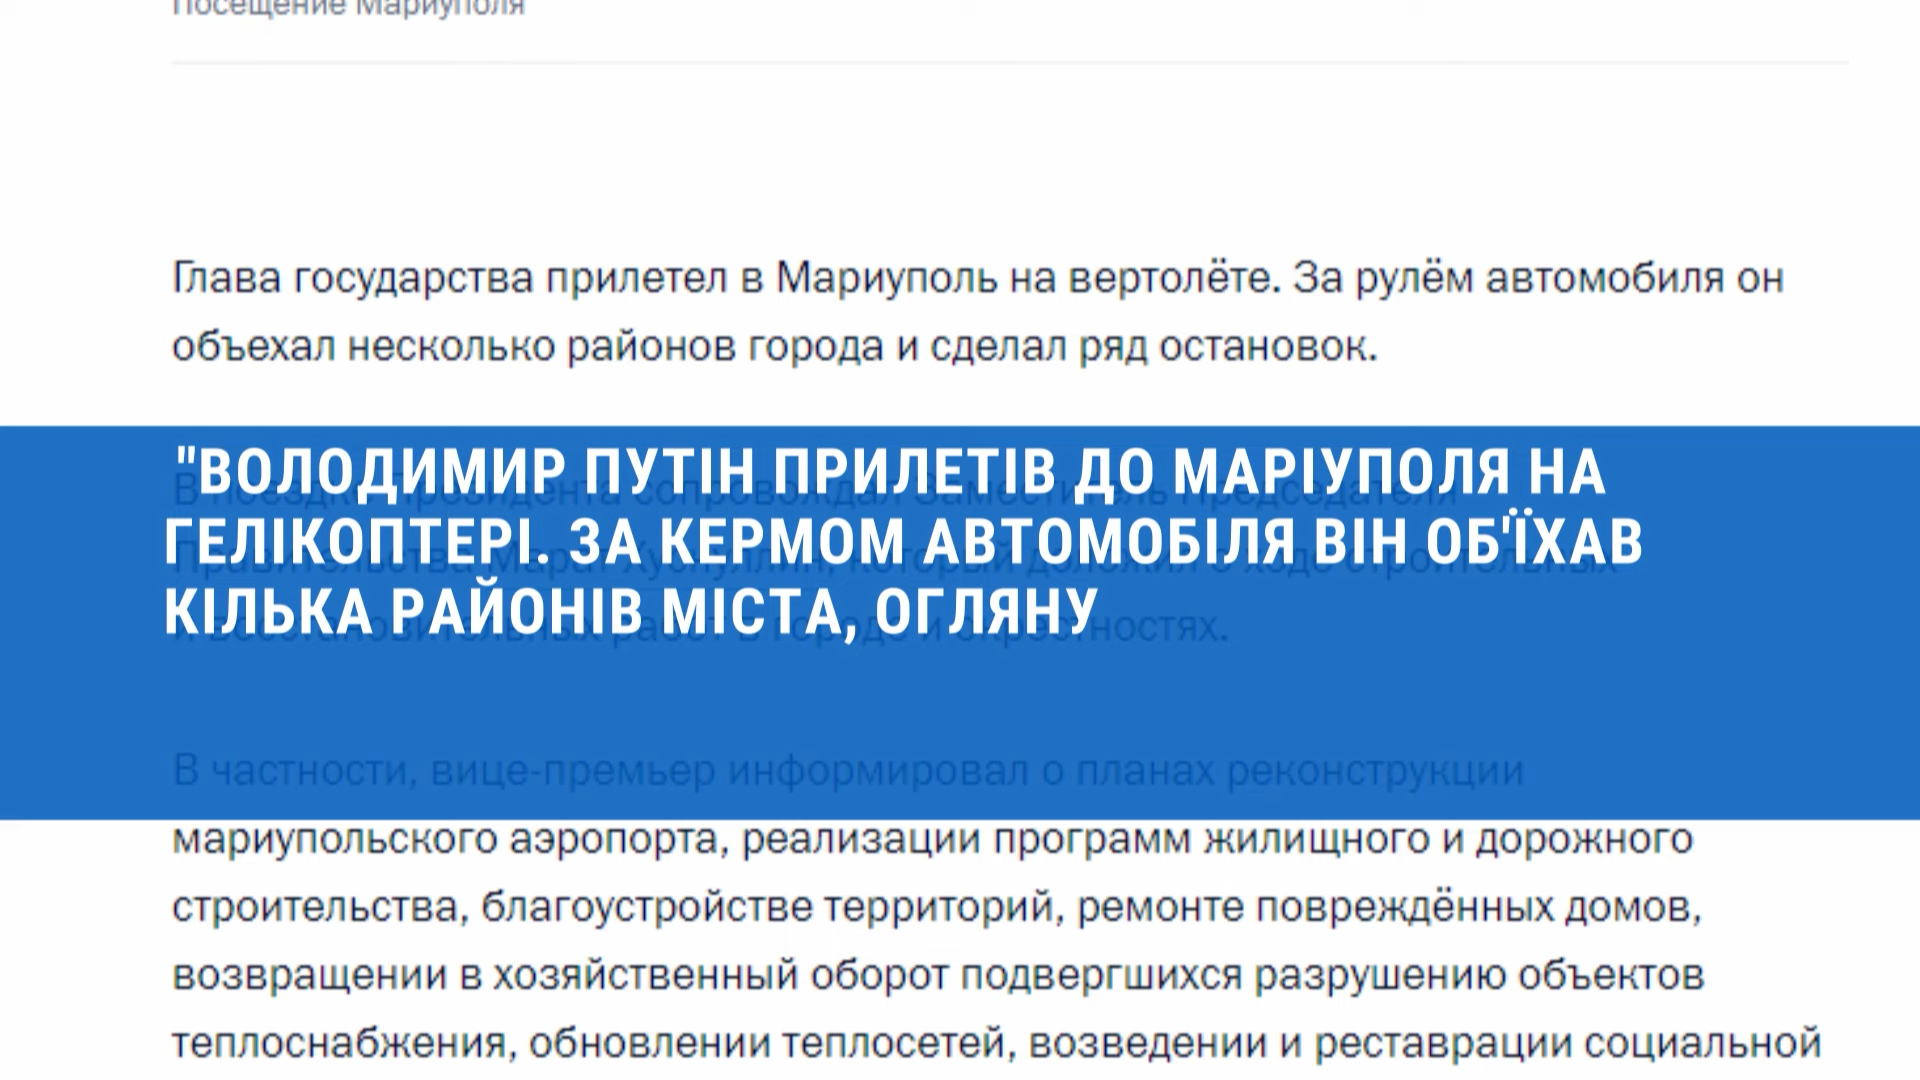 Посещение Мариуполя
Глава государства прилетел в Мариуполь на вертолёте. За рулём автомобиля он
объехал несколько районов города и сделал ряд остановок.
"ВОЛОДИМИР ПУТІН ПРИЛЕТІВ ДО МАРІУПОЛЯ НА
ГЕЛІКОПТЕРІ. ЗА КЕРМОМ АВТОМОБІЛЯ ВІН ОБ'ЇХАВ
КІЛЬКА РАЙОНІВ МІСТА, ОГЛЯНУ
В частности, вице-премьер информировал о планах реконструкции
мариупольского аэропорта, реализации программ жилищного и дорожного
строительства, благоустройстве территорий, ремонте повреждённых домов,
возвращении в хозяйственный оборот подвергшихся разрушению объектов
теплоснабжения, обновлении теплосетей, возведении и реставрации социальной